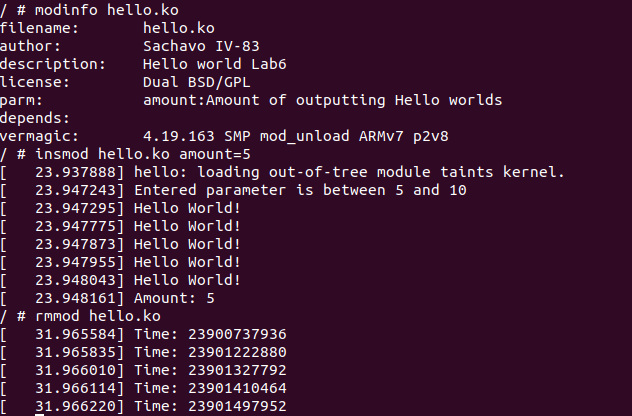 / # modinfo hello.ko
filename:       hello.ko
author:         Sachavo IV-83
description:    Hello world Lab6
license:        Dual BSD/GPL
parm:           amount:Amount of outputting Hello worlds
depends:
vermagic:       4.19.163 SMP mod_unload ARMv7 p2v8
/ # insmod hello.ko amount=5
[   23.937888] hello: loading out-of-tree module taints kernel.
[   23.947243] Entered parameter is between 5 and 10
[   23.947295] Hello World!
[   23.947775] Hello World!
[   23.947873] Hello World!
[   23.947955] Hello World!
[   23.948043] Hello World!
[   23.948161] Amount: 5
/ # rmmod hello.ko
[   31.965584] Time: 23900737936
[   31.965835] Time: 23901222880
[   31.966010] Time: 23901327792
[   31.966114] Time: 23901410464
[   31.966220] Time: 23901497952